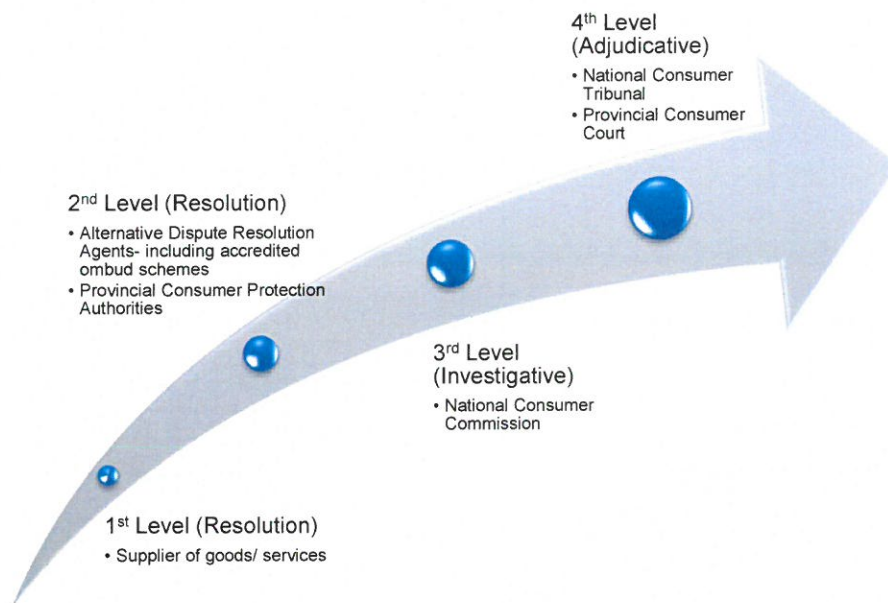 4th Level
(Adjudicative)
• National Consumer
Tribunal
• Provincial Consumer
Court
2nd Level (Resolution)
• Alternative Dispute Resolution
Agents- including accredited
ombud schemes
• Provincial Consumer Protection
Authorities
3rd Level
(Investigative)
• National Consumer
Commission
1st Level (Resolution)
• Supplier of goods/ services